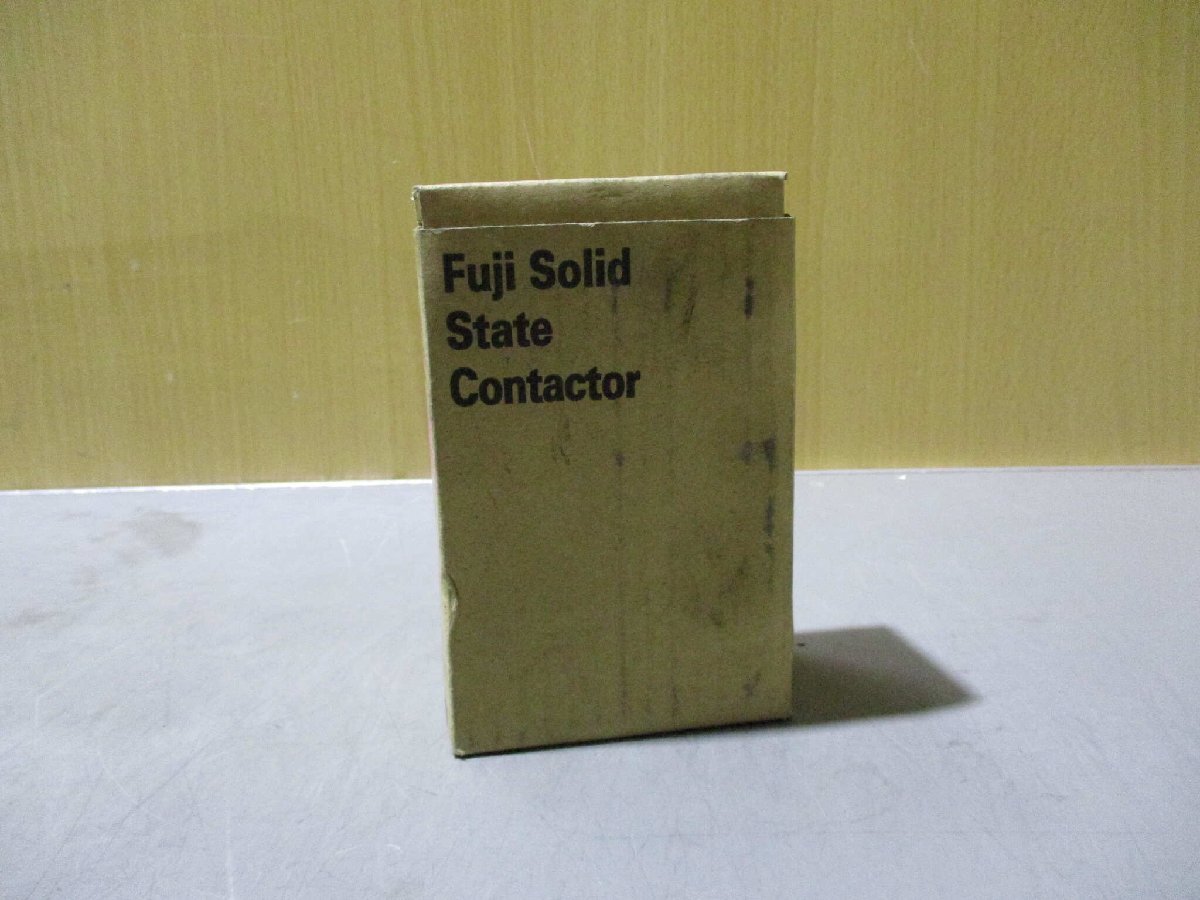 Fuji Solid
State
Contactor